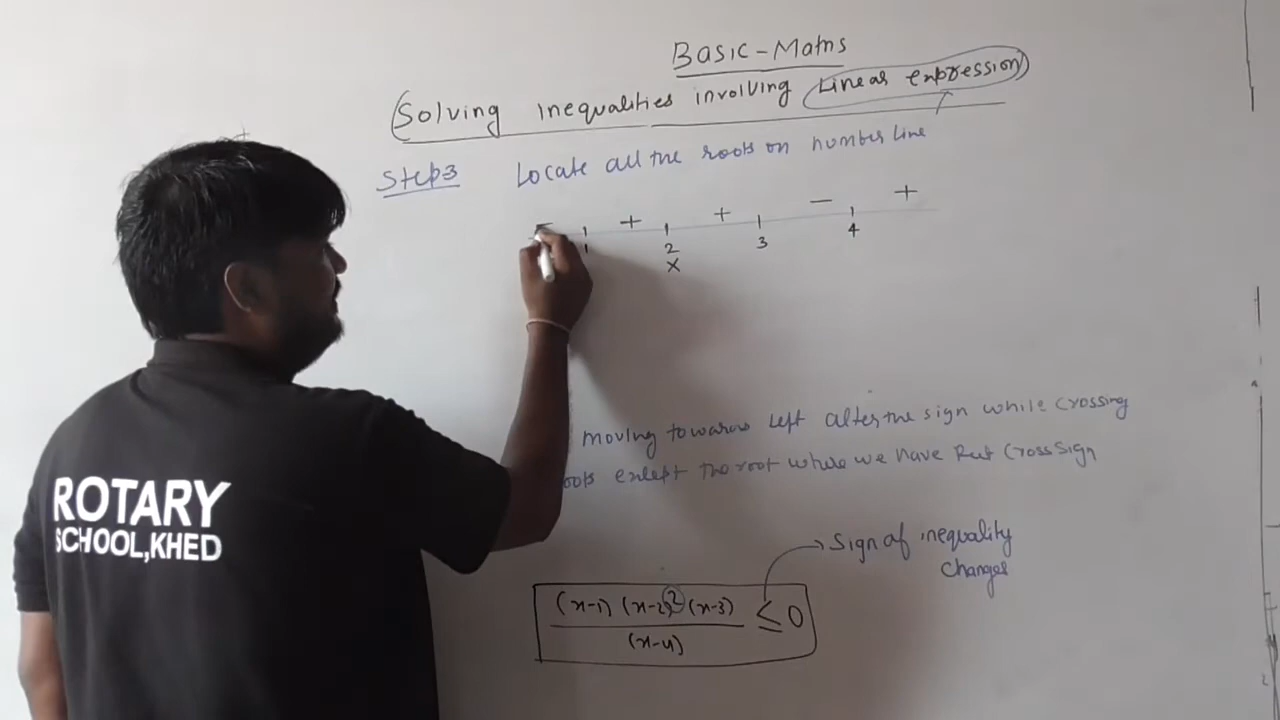 Basic-Maths
(Solving inequalities involving (Linear expression)
Step3 Locate all the roots on number line
- + + - +
1 2 3 4
X
moving towards Left alter the sign while crossing
oots except the root where we have Put Cross Sign
Sign of inequality
changes
(x-1) (x-2)² (x-3)
≤ 0
(x-4)
ROTARY
SCHOOL,KHED